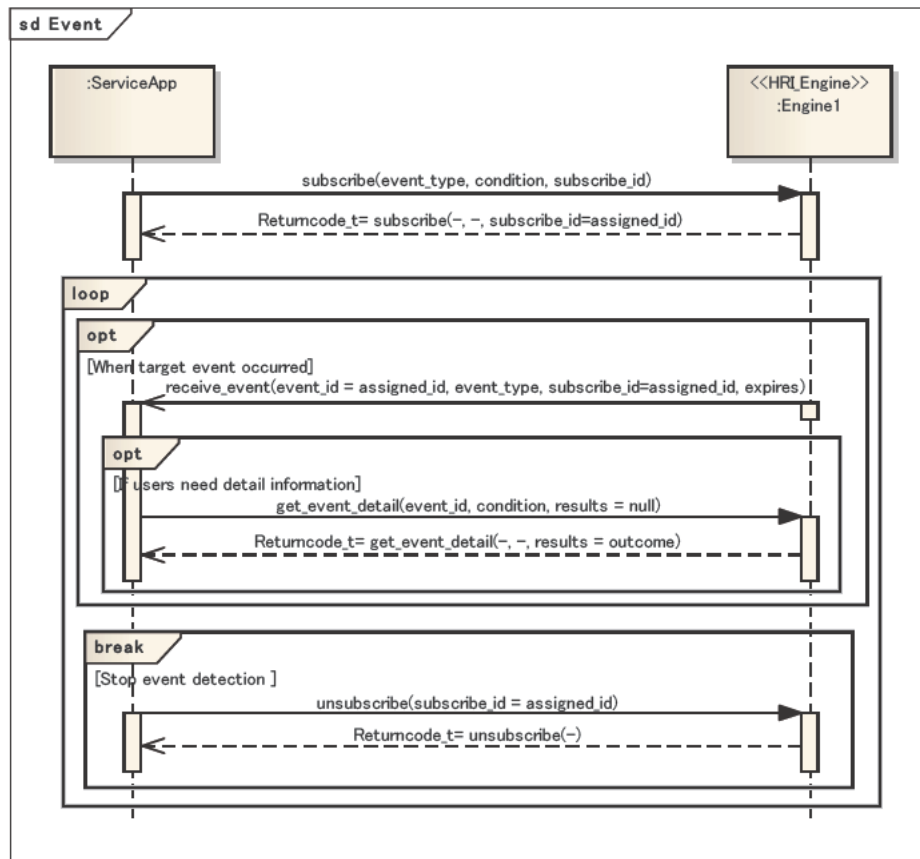 sd Event
:ServiceApp
<<HRI_Engine>>
:Engine1
subscribe(event_type, condition, subscribe_id)
Returncode_t= subscribe(-, -, subscribe_id=assigned_id)
loop
opt
[When target event occurred]
receive_event(event_id = assigned_id, event_type, subscribe_id=assigned_id, expires)
opt
[If users need detail information]
get_event_detail(event_id, condition, results = null)
Returncode_t= get_event_detail(-, -, results = outcome)
break
[Stop event detection ]
unsubscribe(subscribe_id = assigned_id)
Returncode_t= unsubscribe(-)